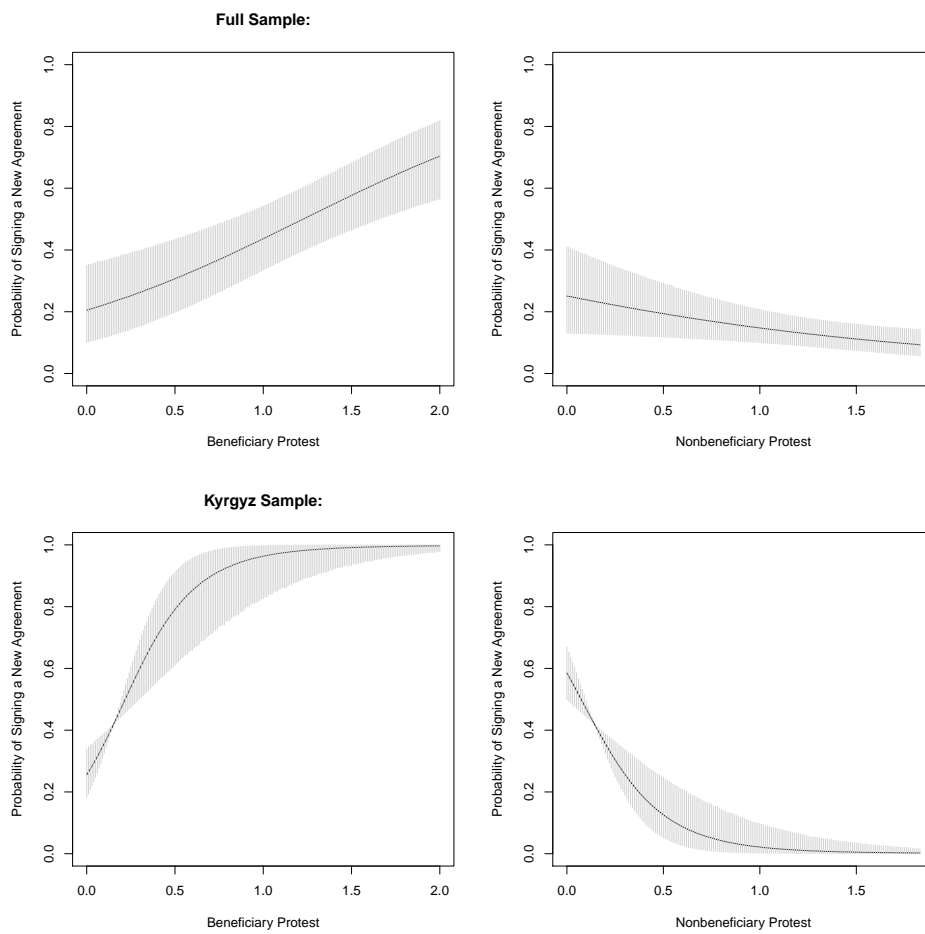 Full Sample:
1.0
0.8
0.6
0.4
0.2
0.0
Probability of Signing a New Agreement
0.0 0.5 1.0 1.5 2.0
Beneficiary Protest
1.0
0.8
0.6
0.4
0.2
0.0
Probability of Signing a New Agreement
0.0 0.5 1.0 1.5
Nonbeneficiary Protest
Kyrgyz Sample:
1.0
0.8
0.6
0.4
0.2
0.0
Probability of Signing a New Agreement
0.0 0.5 1.0 1.5 2.0
Beneficiary Protest
1.0
0.8
0.6
0.4
0.2
0.0
Probability of Signing a New Agreement
0.0 0.5 1.0 1.5
Nonbeneficiary Protest